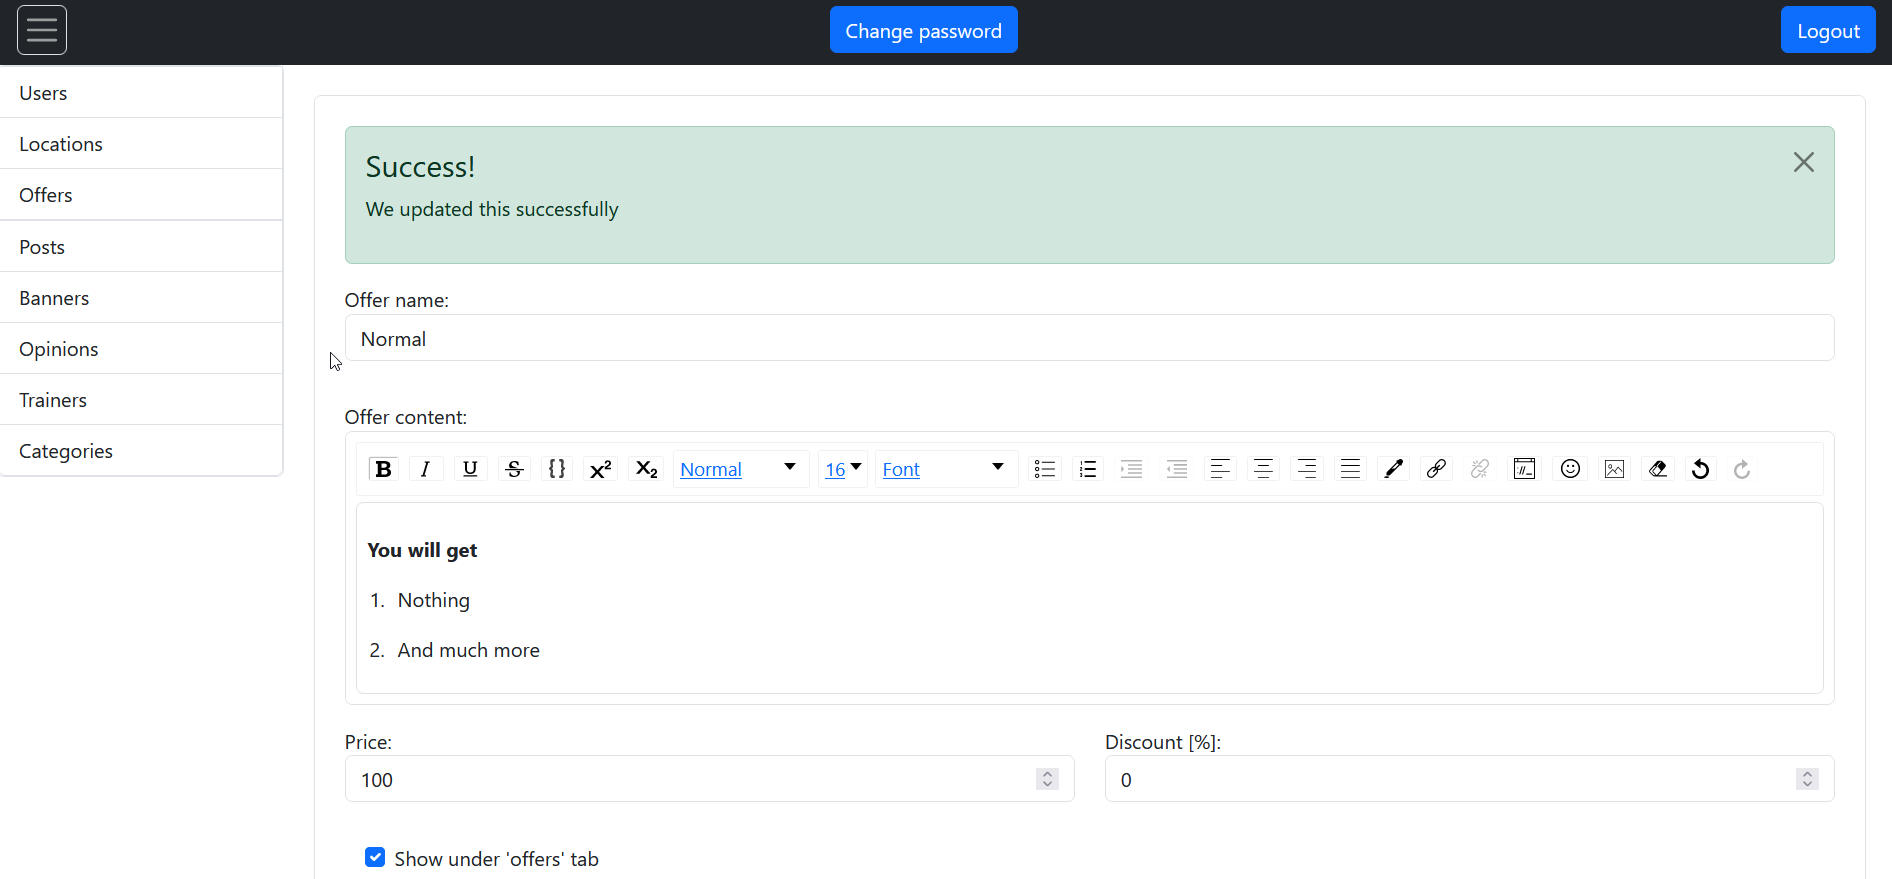 Change password
Logout
Users
Locations
Offers
Posts
Banners
Opinions
Trainers
Categories
Success!
We updated this successfully
Offer name:
Normal
Offer content:
B I U S {} X² X₂ Normal 16 Font
You will get
1. Nothing
2. And much more
Price:
100
Discount [%]:
0
Show under 'offers' tab